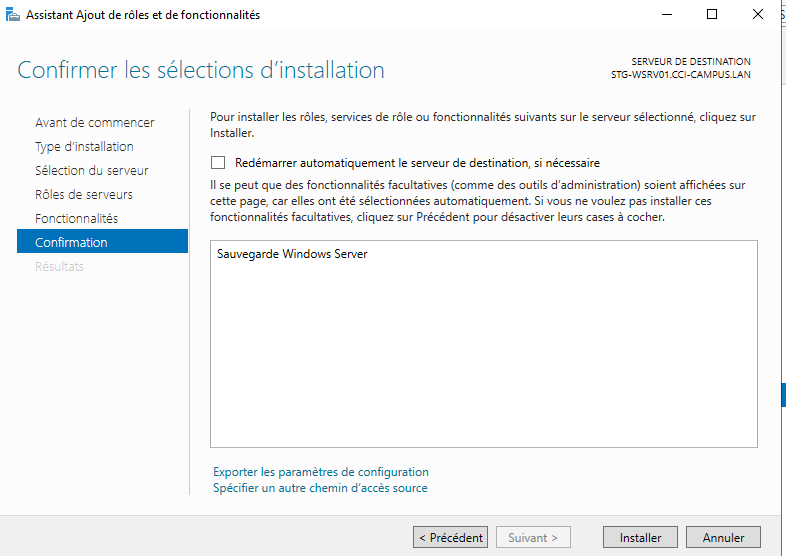 Assistant Ajout de rôles et de fonctionnalités
Confirmer les sélections d'installation
SERVEUR DE DESTINATION
STG-WSRV01.CCI-CAMPUS.LAN
Avant de commencer
Type d'installation
Sélection du serveur
Rôles de serveurs
Fonctionnalités
Confirmation
Résultats
Pour installer les rôles, services de rôle ou fonctionnalités suivants sur le serveur sélectionné, cliquez sur
Installer.
Redémarrer automatiquement le serveur de destination, si nécessaire
Il se peut que des fonctionnalités facultatives (comme des outils d'administration) soient affichées sur
cette page, car elles ont été sélectionnées automatiquement. Si vous ne voulez pas installer ces
fonctionnalités facultatives, cliquez sur Précédent pour désactiver leurs cases à cocher.
Sauvegarde Windows Server
Exporter les paramètres de configuration
Spécifier un autre chemin d'accès source
< Précédent
Suivant >
Installer
Annuler